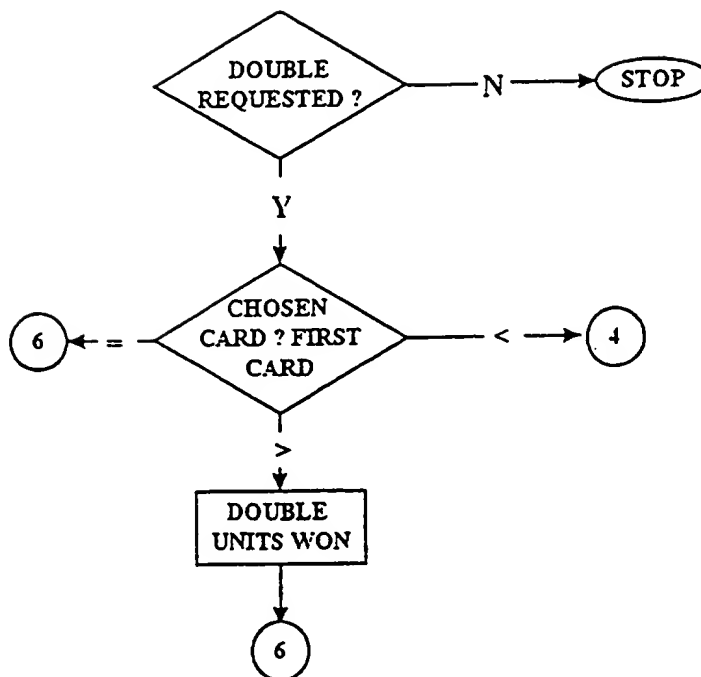 DOUBLE
REQUESTED ?
N
STOP
Y
CHOSEN
CARD ? FIRST
CARD
6
=
<
4
>
DOUBLE
UNITS WON
6